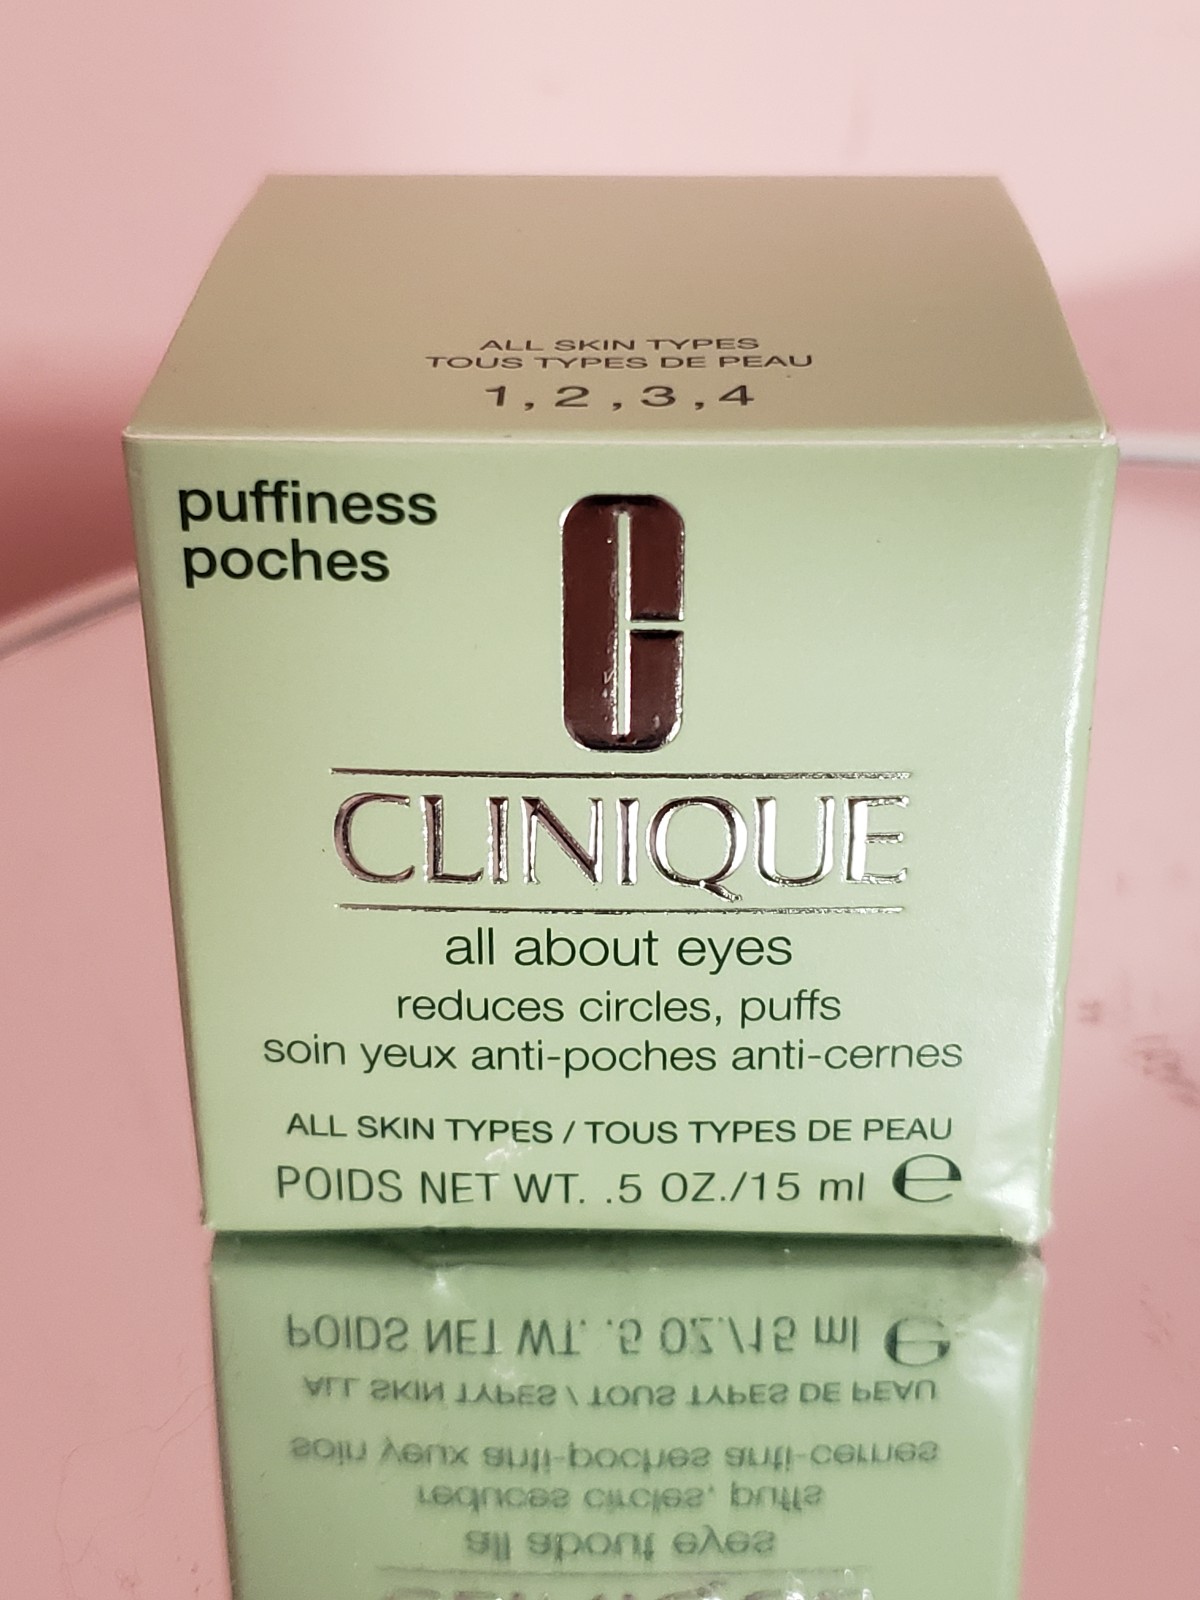 ALL SKIN TYPES
TOUS TYPES DE PEAU
1, 2, 3, 4
puffiness
poches
C
CLINIQUE
all about eyes
reduces circles, puffs
soin yeux anti-poches anti-cernes
ALL SKIN TYPES / TOUS TYPES DE PEAU
POIDS NET WT. .5 OZ./15 ml ℮